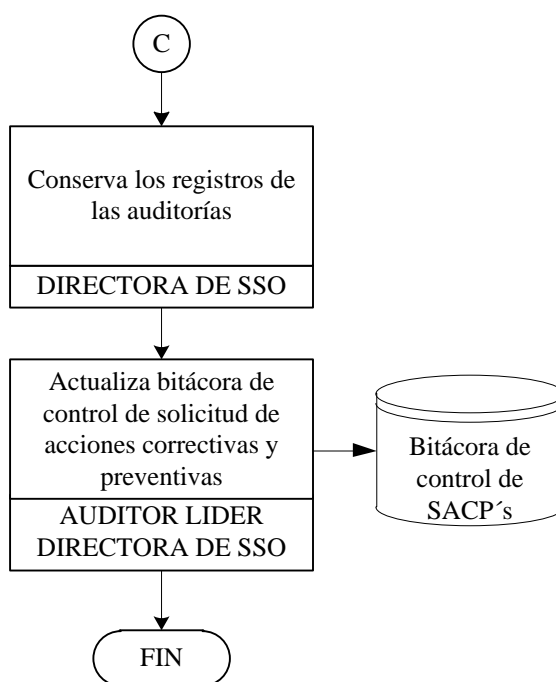 C
Conserva los registros de
las auditorías
DIRECTORA DE SSO
Actualiza bitácora de
control de solicitud de
acciones correctivas y
preventivas
AUDITOR LIDER
DIRECTORA DE SSO
Bitácora de
control de
SACP´s
FIN